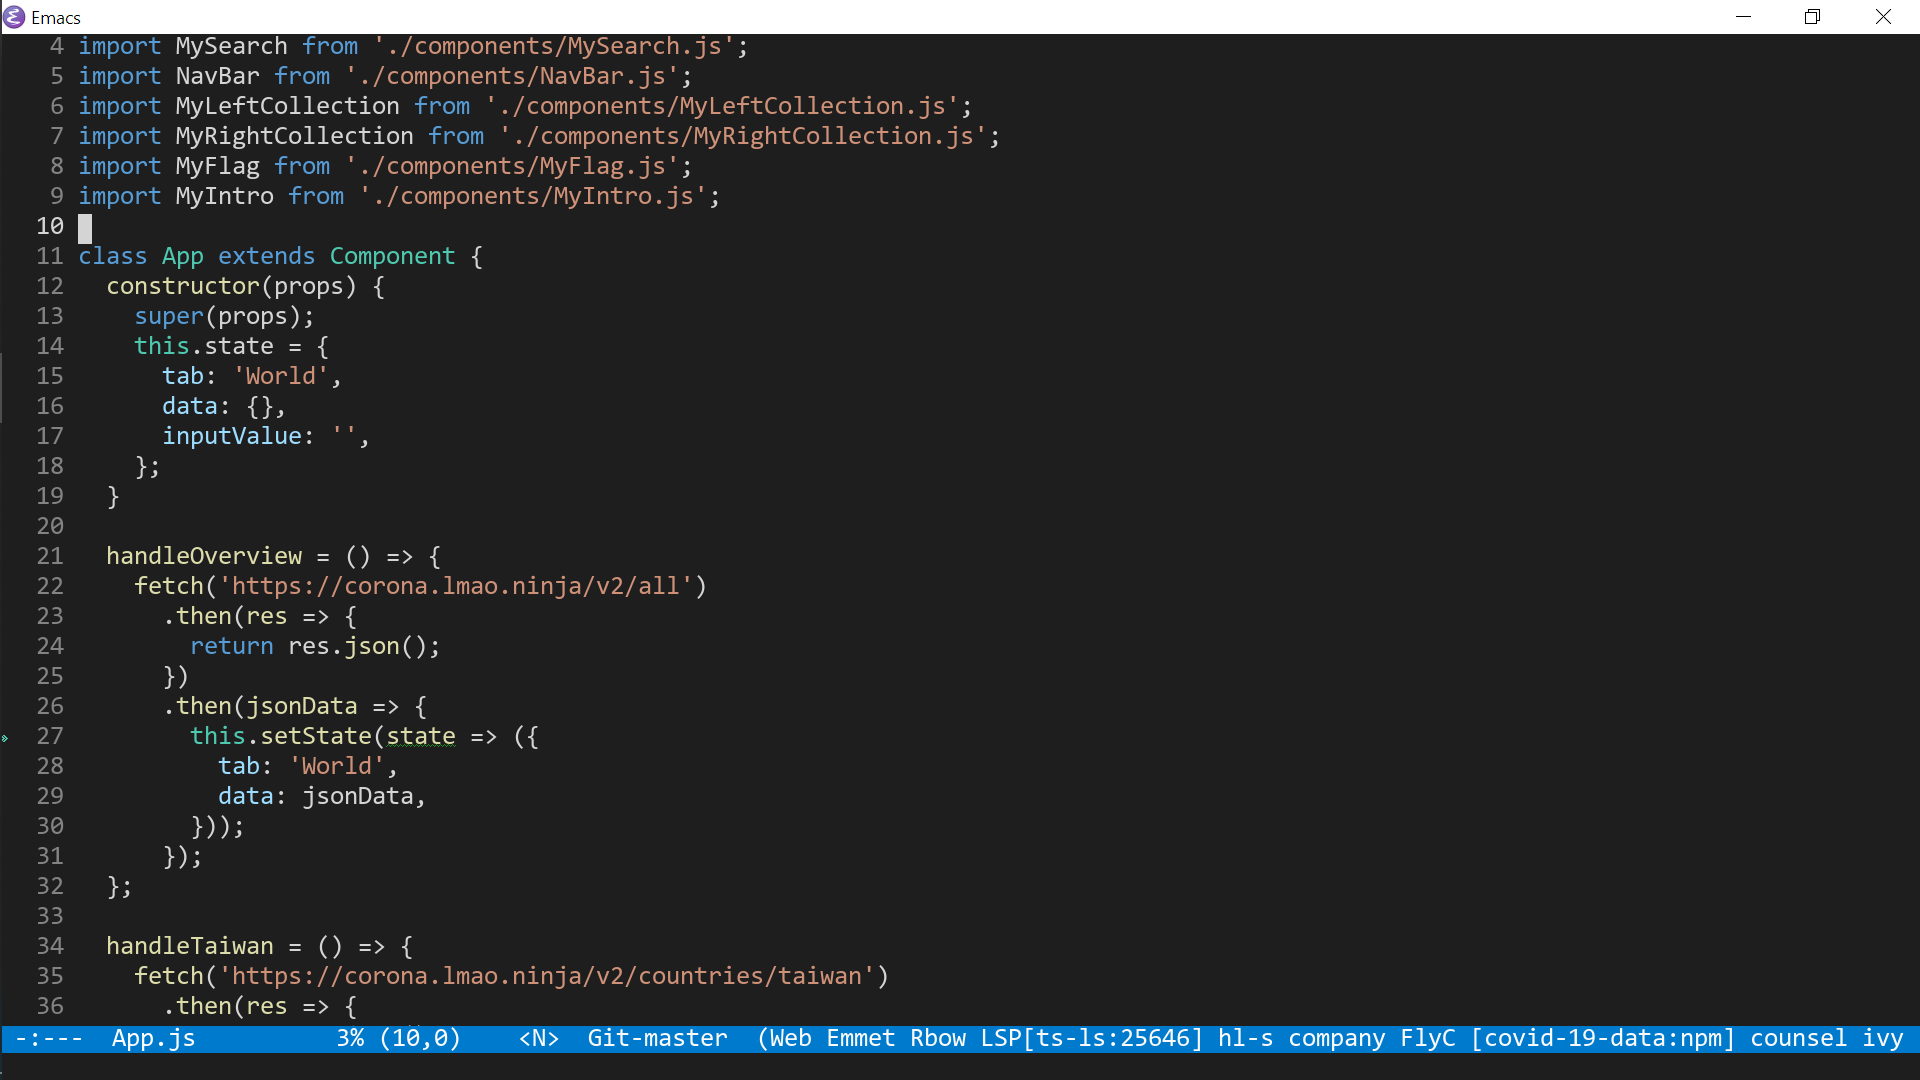 Emacs
4 import MySearch from './components/MySearch.js';
5 import NavBar from './components/NavBar.js';
6 import MyLeftCollection from './components/MyLeftCollection.js';
7 import MyRightCollection from './components/MyRightCollection.js';
8 import MyFlag from './components/MyFlag.js';
9 import MyIntro from './components/MyIntro.js';
10
11 class App extends Component {
12   constructor(props) {
13     super(props);
14     this.state = {
15       tab: 'World',
16       data: {},
17       inputValue: '',
18     };
19   }
20
21   handleOverview = () => {
22     fetch('https://corona.lmao.ninja/v2/all')
23       .then(res => {
24         return res.json();
25       })
26       .then(jsonData => {
27         this.setState(state => ({
28           tab: 'World',
29           data: jsonData,
30         }));
31       });
32   };
33
34   handleTaiwan = () => {
35     fetch('https://corona.lmao.ninja/v2/countries/taiwan')
36       .then(res => {
-:--- App.js 3% (10,0) <N> Git-master (Web Emmet Rbow LSP[ts-ls:25646] hl-s company FlyC [covid-19-data:npm] counsel ivy